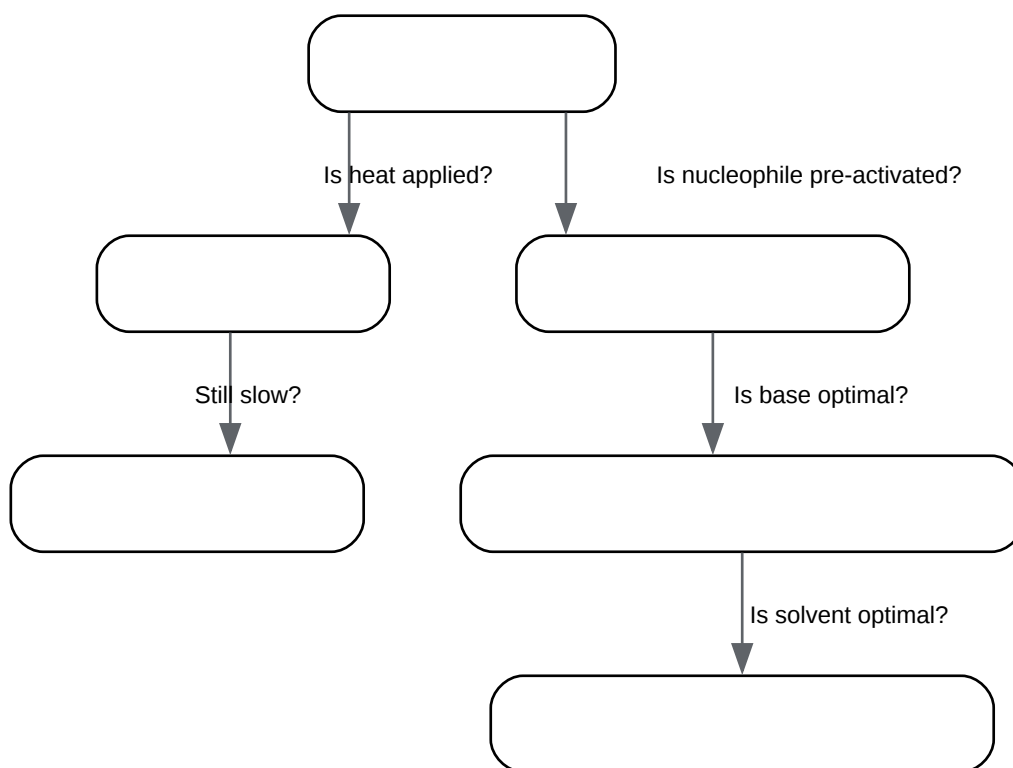 Is heat applied?
Is nucleophile pre-activated?
Still slow?
Is base optimal?
Is solvent optimal?